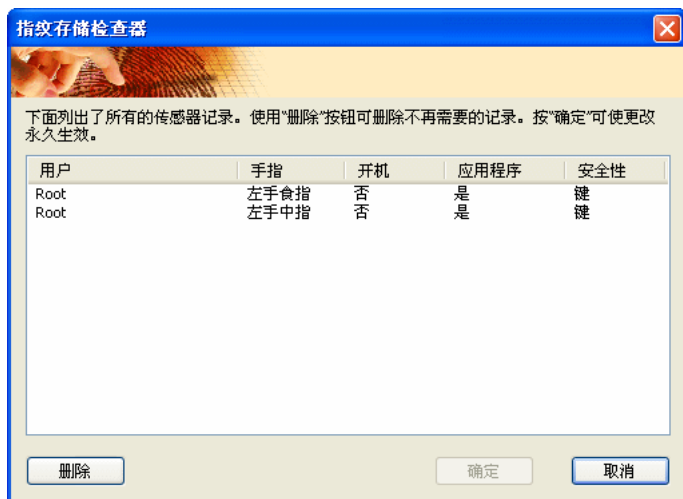 指纹存储检查器
下面列出了所有的传感器记录。使用“删除”按钮可删除不再需要的记录。按“确定”可使更改
永久生效。
用户 手指 开机 应用程序 安全性
Root 左手食指 否 是 键
Root 左手中指 否 是 键
删除 确定 取消